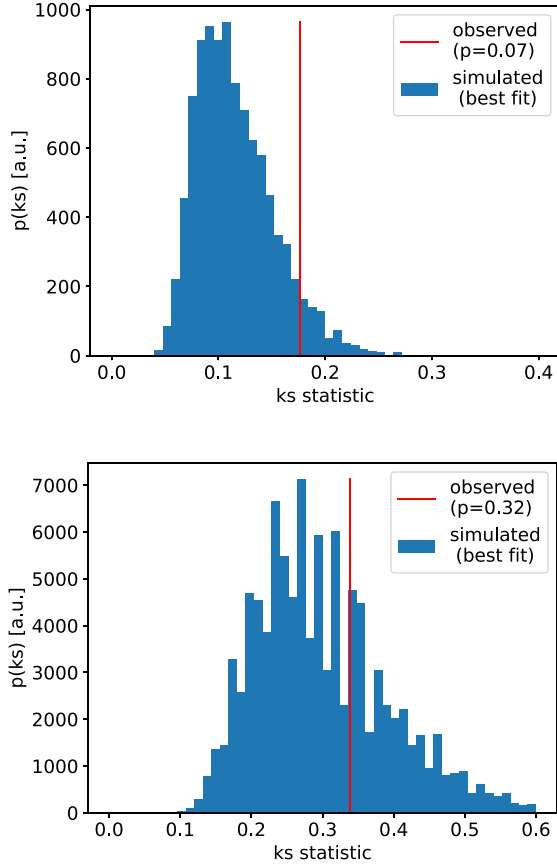 1000
800
600
400
200
0
p(ks) [a.u.]
observed
(p=0.07)
simulated
(best fit)
0.0 0.1 0.2 0.3 0.4
ks statistic
7000
6000
5000
4000
3000
2000
1000
0
p(ks) [a.u.]
observed
(p=0.32)
simulated
(best fit)
0.0 0.1 0.2 0.3 0.4 0.5 0.6
ks statistic